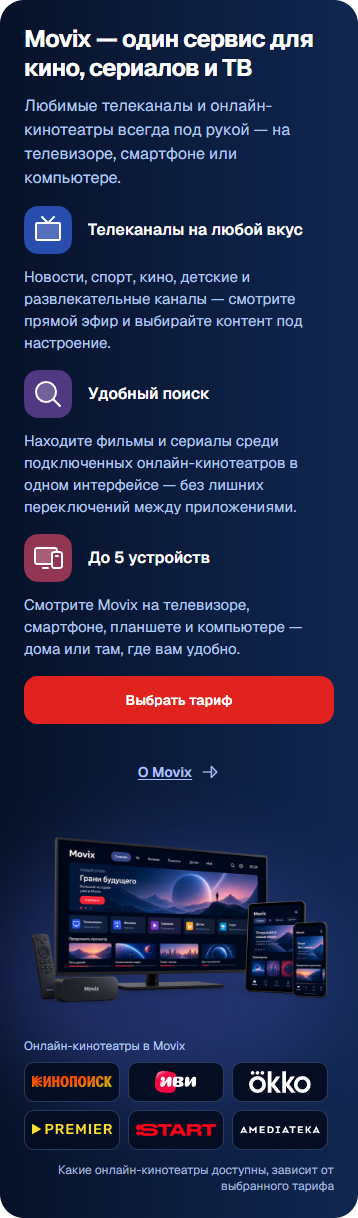 Movix — один сервис для
кино, сериалов и ТВ
Любимые телеканалы и онлайн-
кинотеатры всегда под рукой — на
телевизоре, смартфоне или
компьютере.
Телеканалы на любой вкус
Новости, спорт, кино, детские и
развлекательные каналы — смотрите
прямой эфир и выбирайте контент под
настроение.
Удобный поиск
Находите фильмы и сериалы среди
подключенных онлайн-кинотеатров в
одном интерфейсе — без лишних
переключений между приложениями.
До 5 устройств
Смотрите Movix на телевизоре,
смартфоне, планшете и компьютере —
дома или там, где вам удобно.
Выбрать тариф
О Movix
Movix
Грани будущего
Продолжить просмотр
Movix
Movix
Онлайн-кинотеатры в Movix
КИНОПОИСК
иви
ökko
PREMIER
START
AMEDIATEKA
Какие онлайн-кинотеатры доступны, зависит от
выбранного тарифа